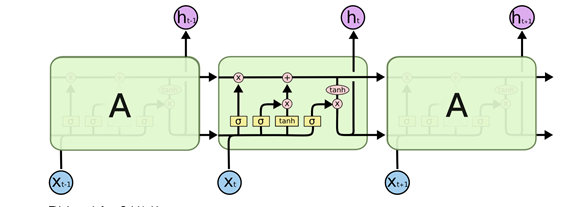 h t-1 h t h t+1
x + tanh
A x x A
σ σ tanh σ
X t-1 X t X t+1